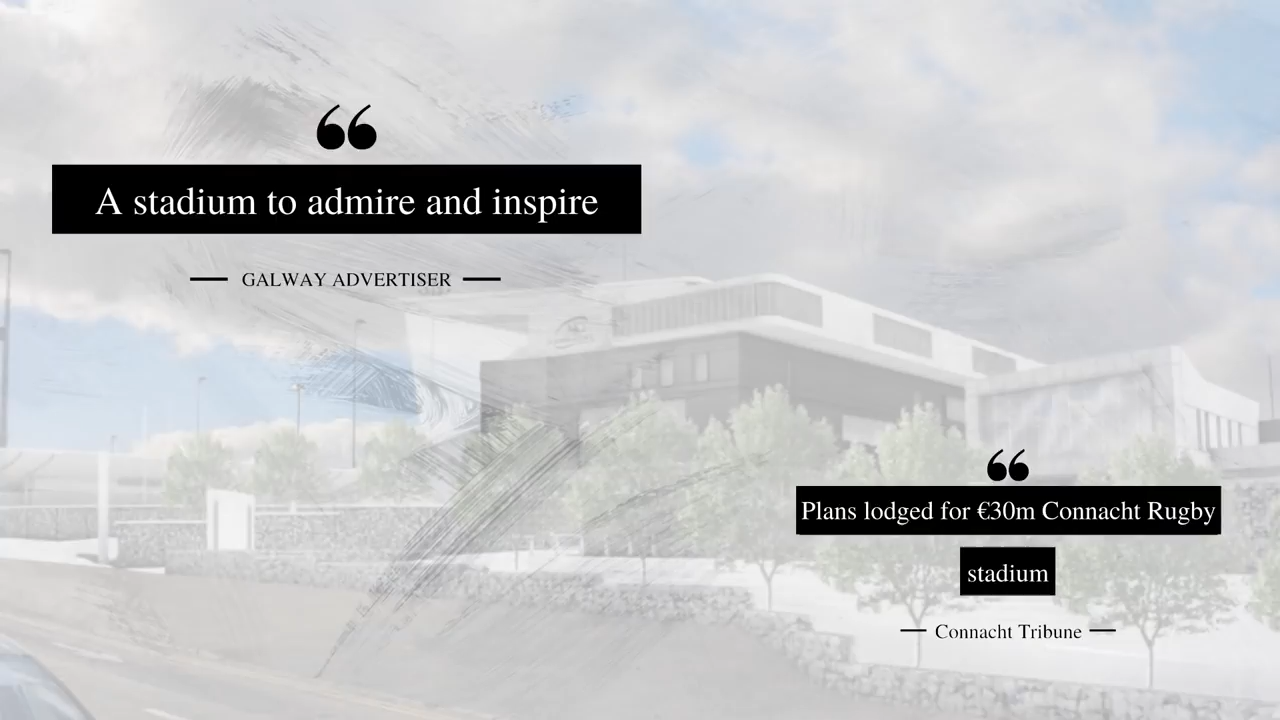 ❝
A stadium to admire and inspire
GALWAY ADVERTISER
❝
Plans lodged for €30m Connacht Rugby
stadium
Connacht Tribune